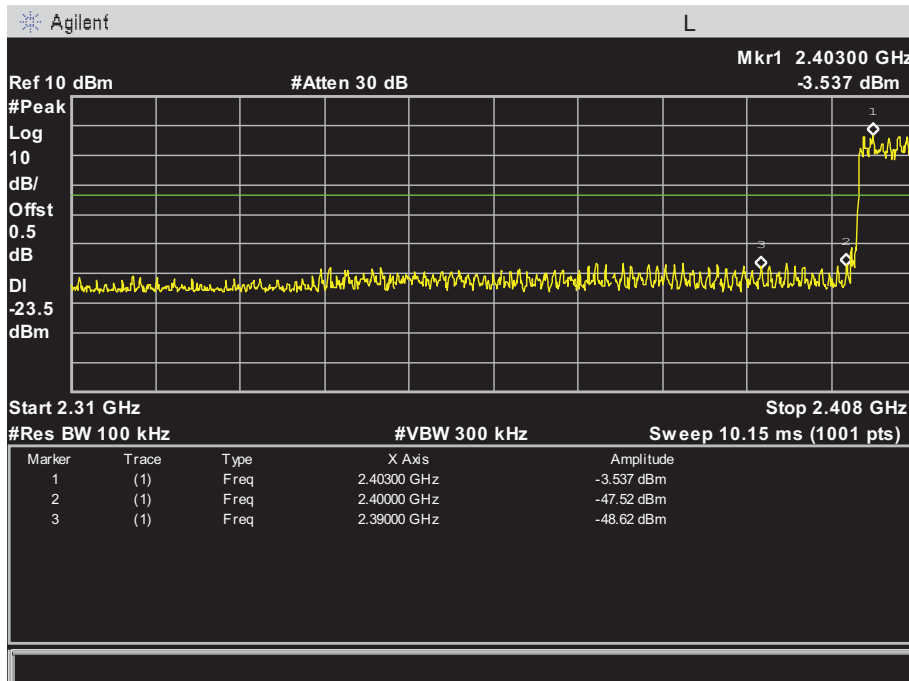 Agilent L
Mkr1 2.40300 GHz
Ref 10 dBm #Atten 30 dB -3.537 dBm
#Peak
Log
10
dB/
Offst
0.5
dB
DI
-23.5
dBm
1
3
2
Start 2.31 GHz Stop 2.408 GHz
#Res BW 100 kHz #VBW 300 kHz Sweep 10.15 ms (1001 pts)
Marker Trace Type X Axis Amplitude
1 (1) Freq 2.40300 GHz -3.537 dBm
2 (1) Freq 2.40000 GHz -47.52 dBm
3 (1) Freq 2.39000 GHz -48.62 dBm